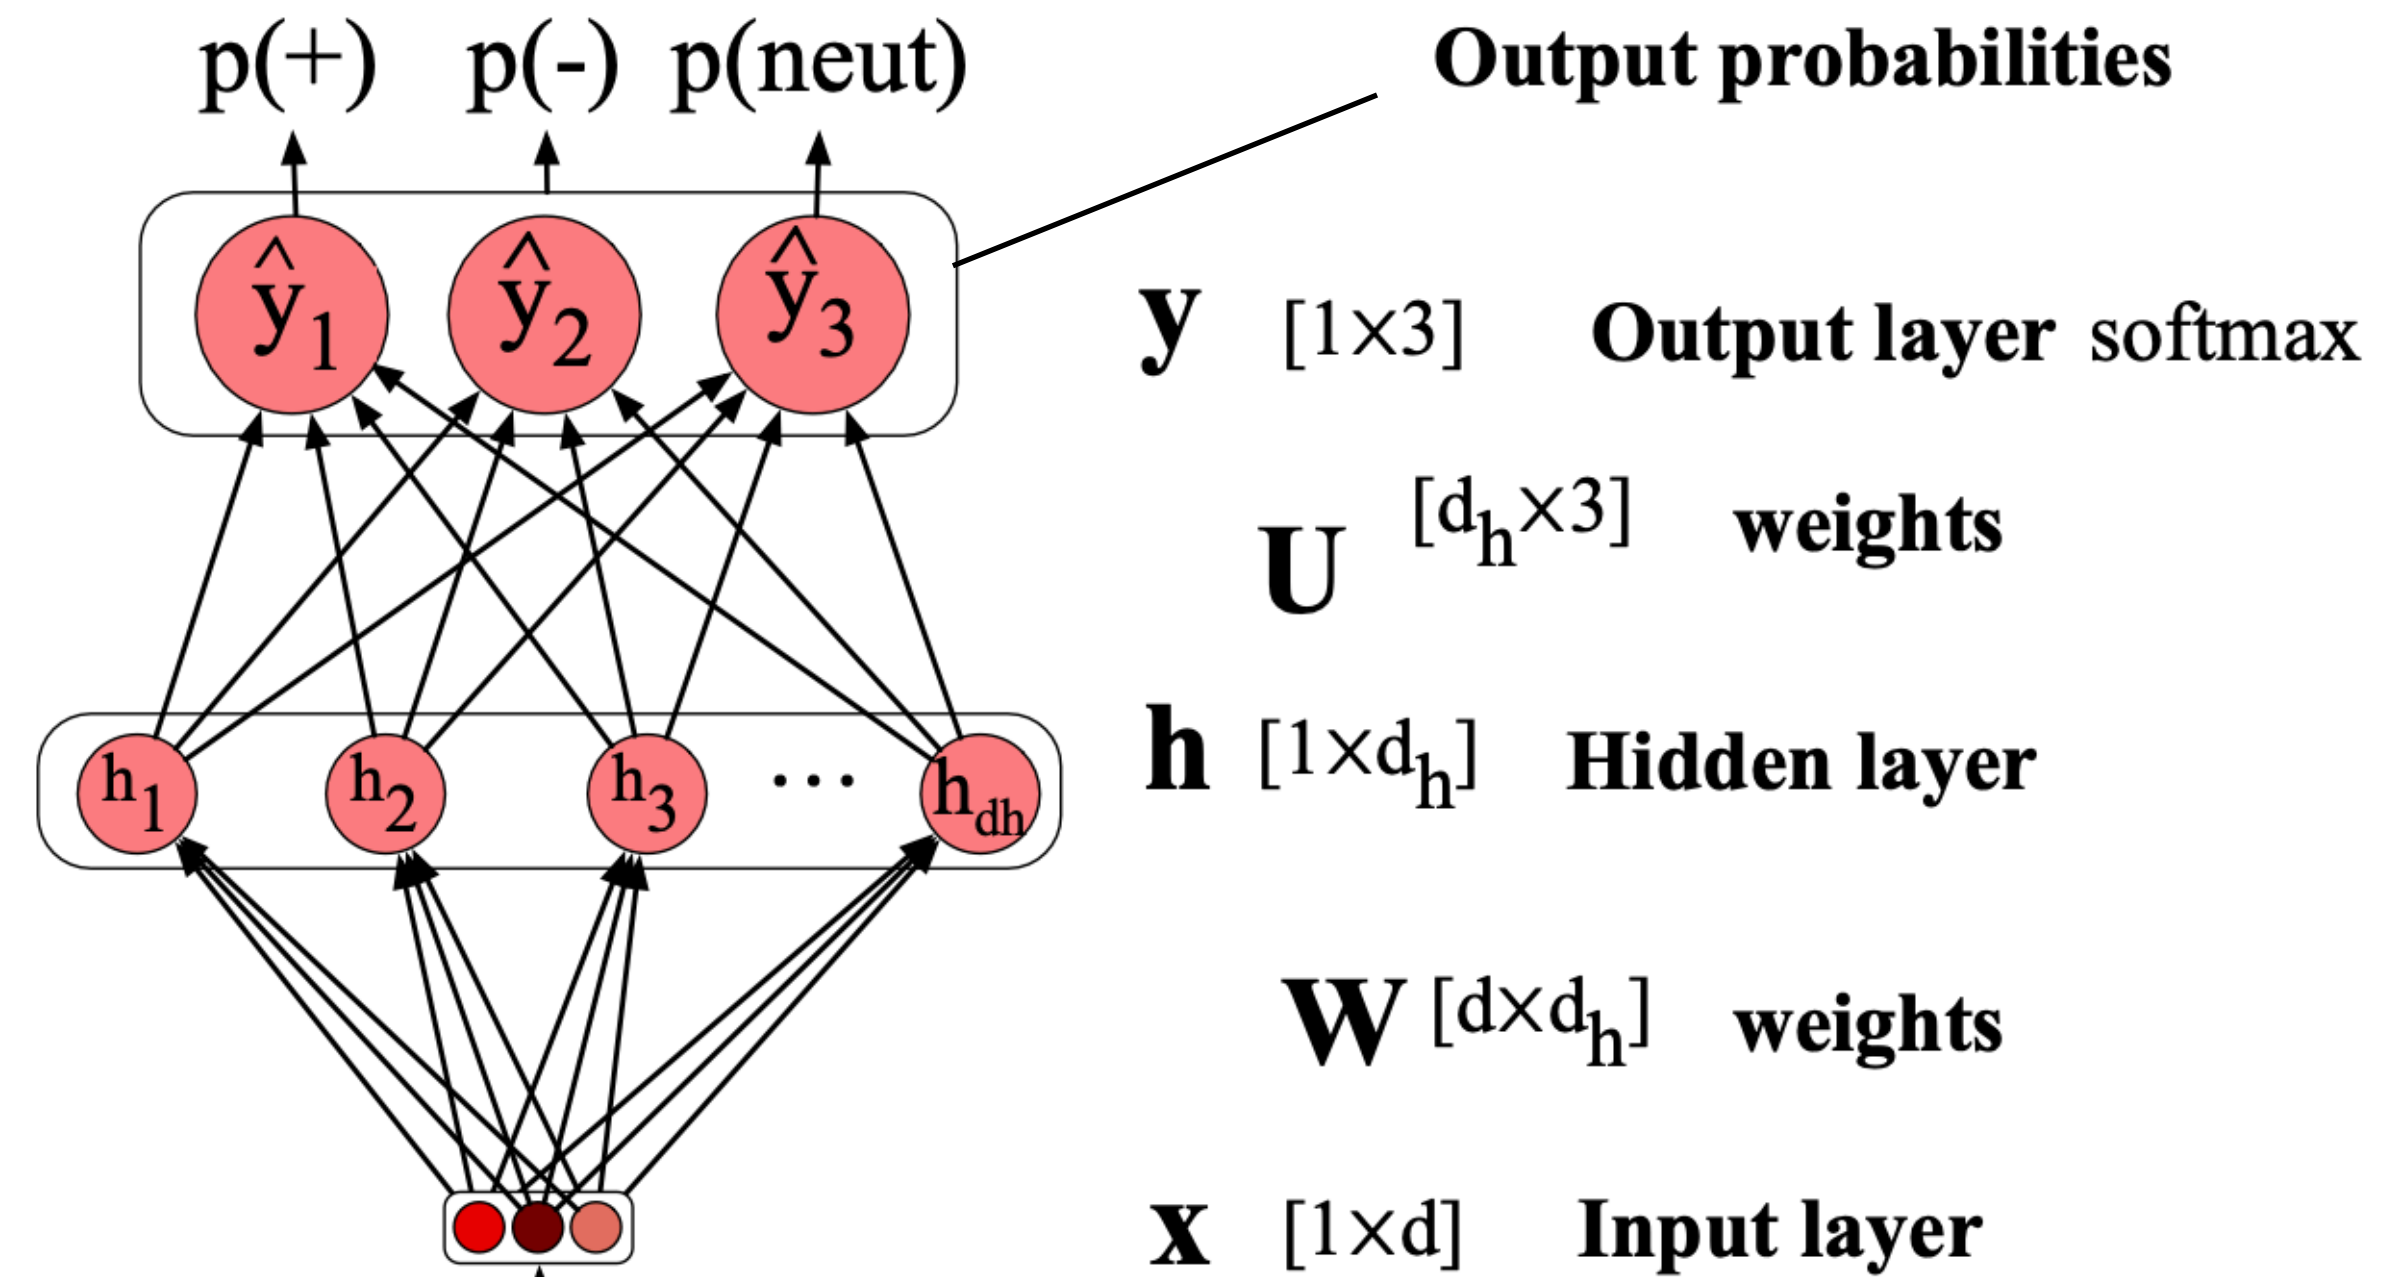 p(+) p(-) p(neut) Output probabilities
ŷ1 ŷ2 ŷ3 y [1×3] Output layer softmax
U [dh×3] weights
h1 h2 h3 ... hdh h [1×dh] Hidden layer
W [d×dh] weights
x [1×d] Input layer